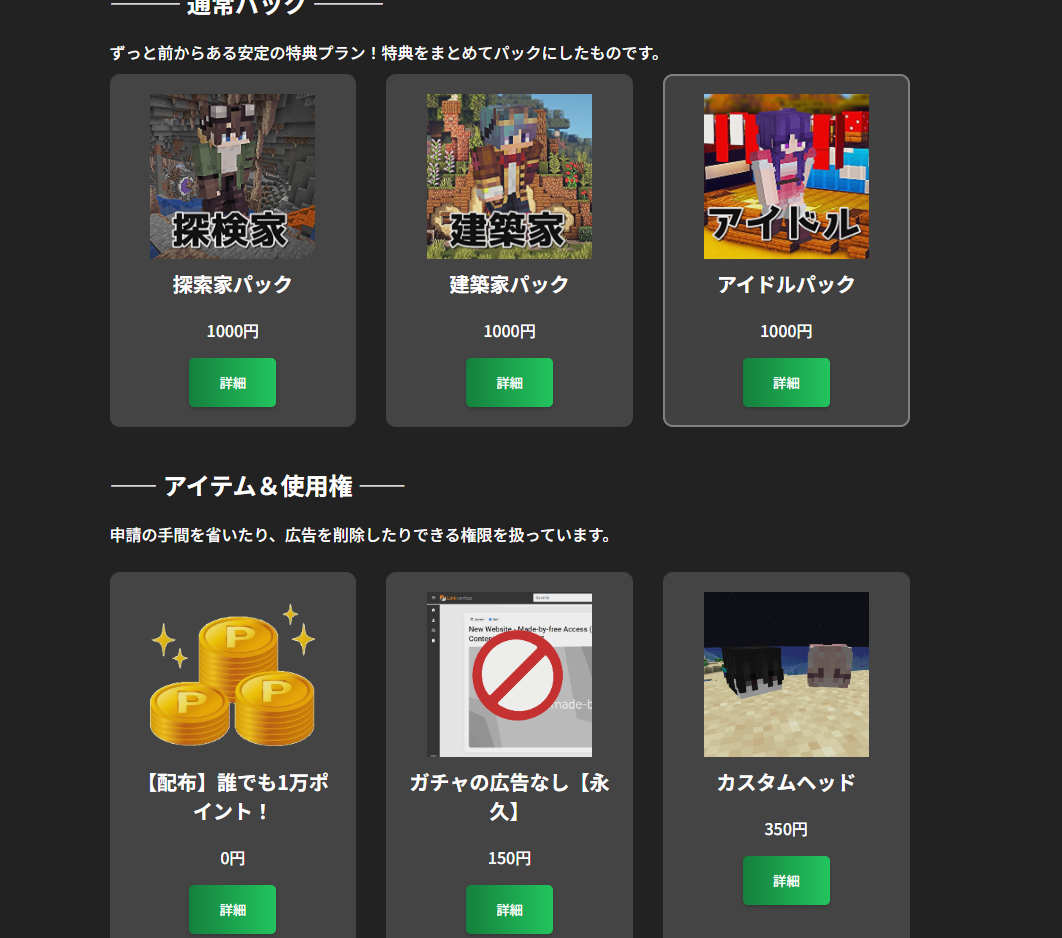 通常パック
ずっと前からある安定の特典プラン！特典をまとめてパックにしたものです。
探検家
建築家
アイドル
探索家パック
建築家パック
アイドルパック
1000円
1000円
1000円
詳細
詳細
詳細
アイテム＆使用権
申請の手間を省いたり、広告を削除したりできる権限を扱っています。
P
P
P
Search
New Website - Made-by-free Access (
made-b
【配布】誰でも1万ポ
イント！
ガチャの広告なし【永
久】
カスタムヘッド
0円
150円
350円
詳細
詳細
詳細